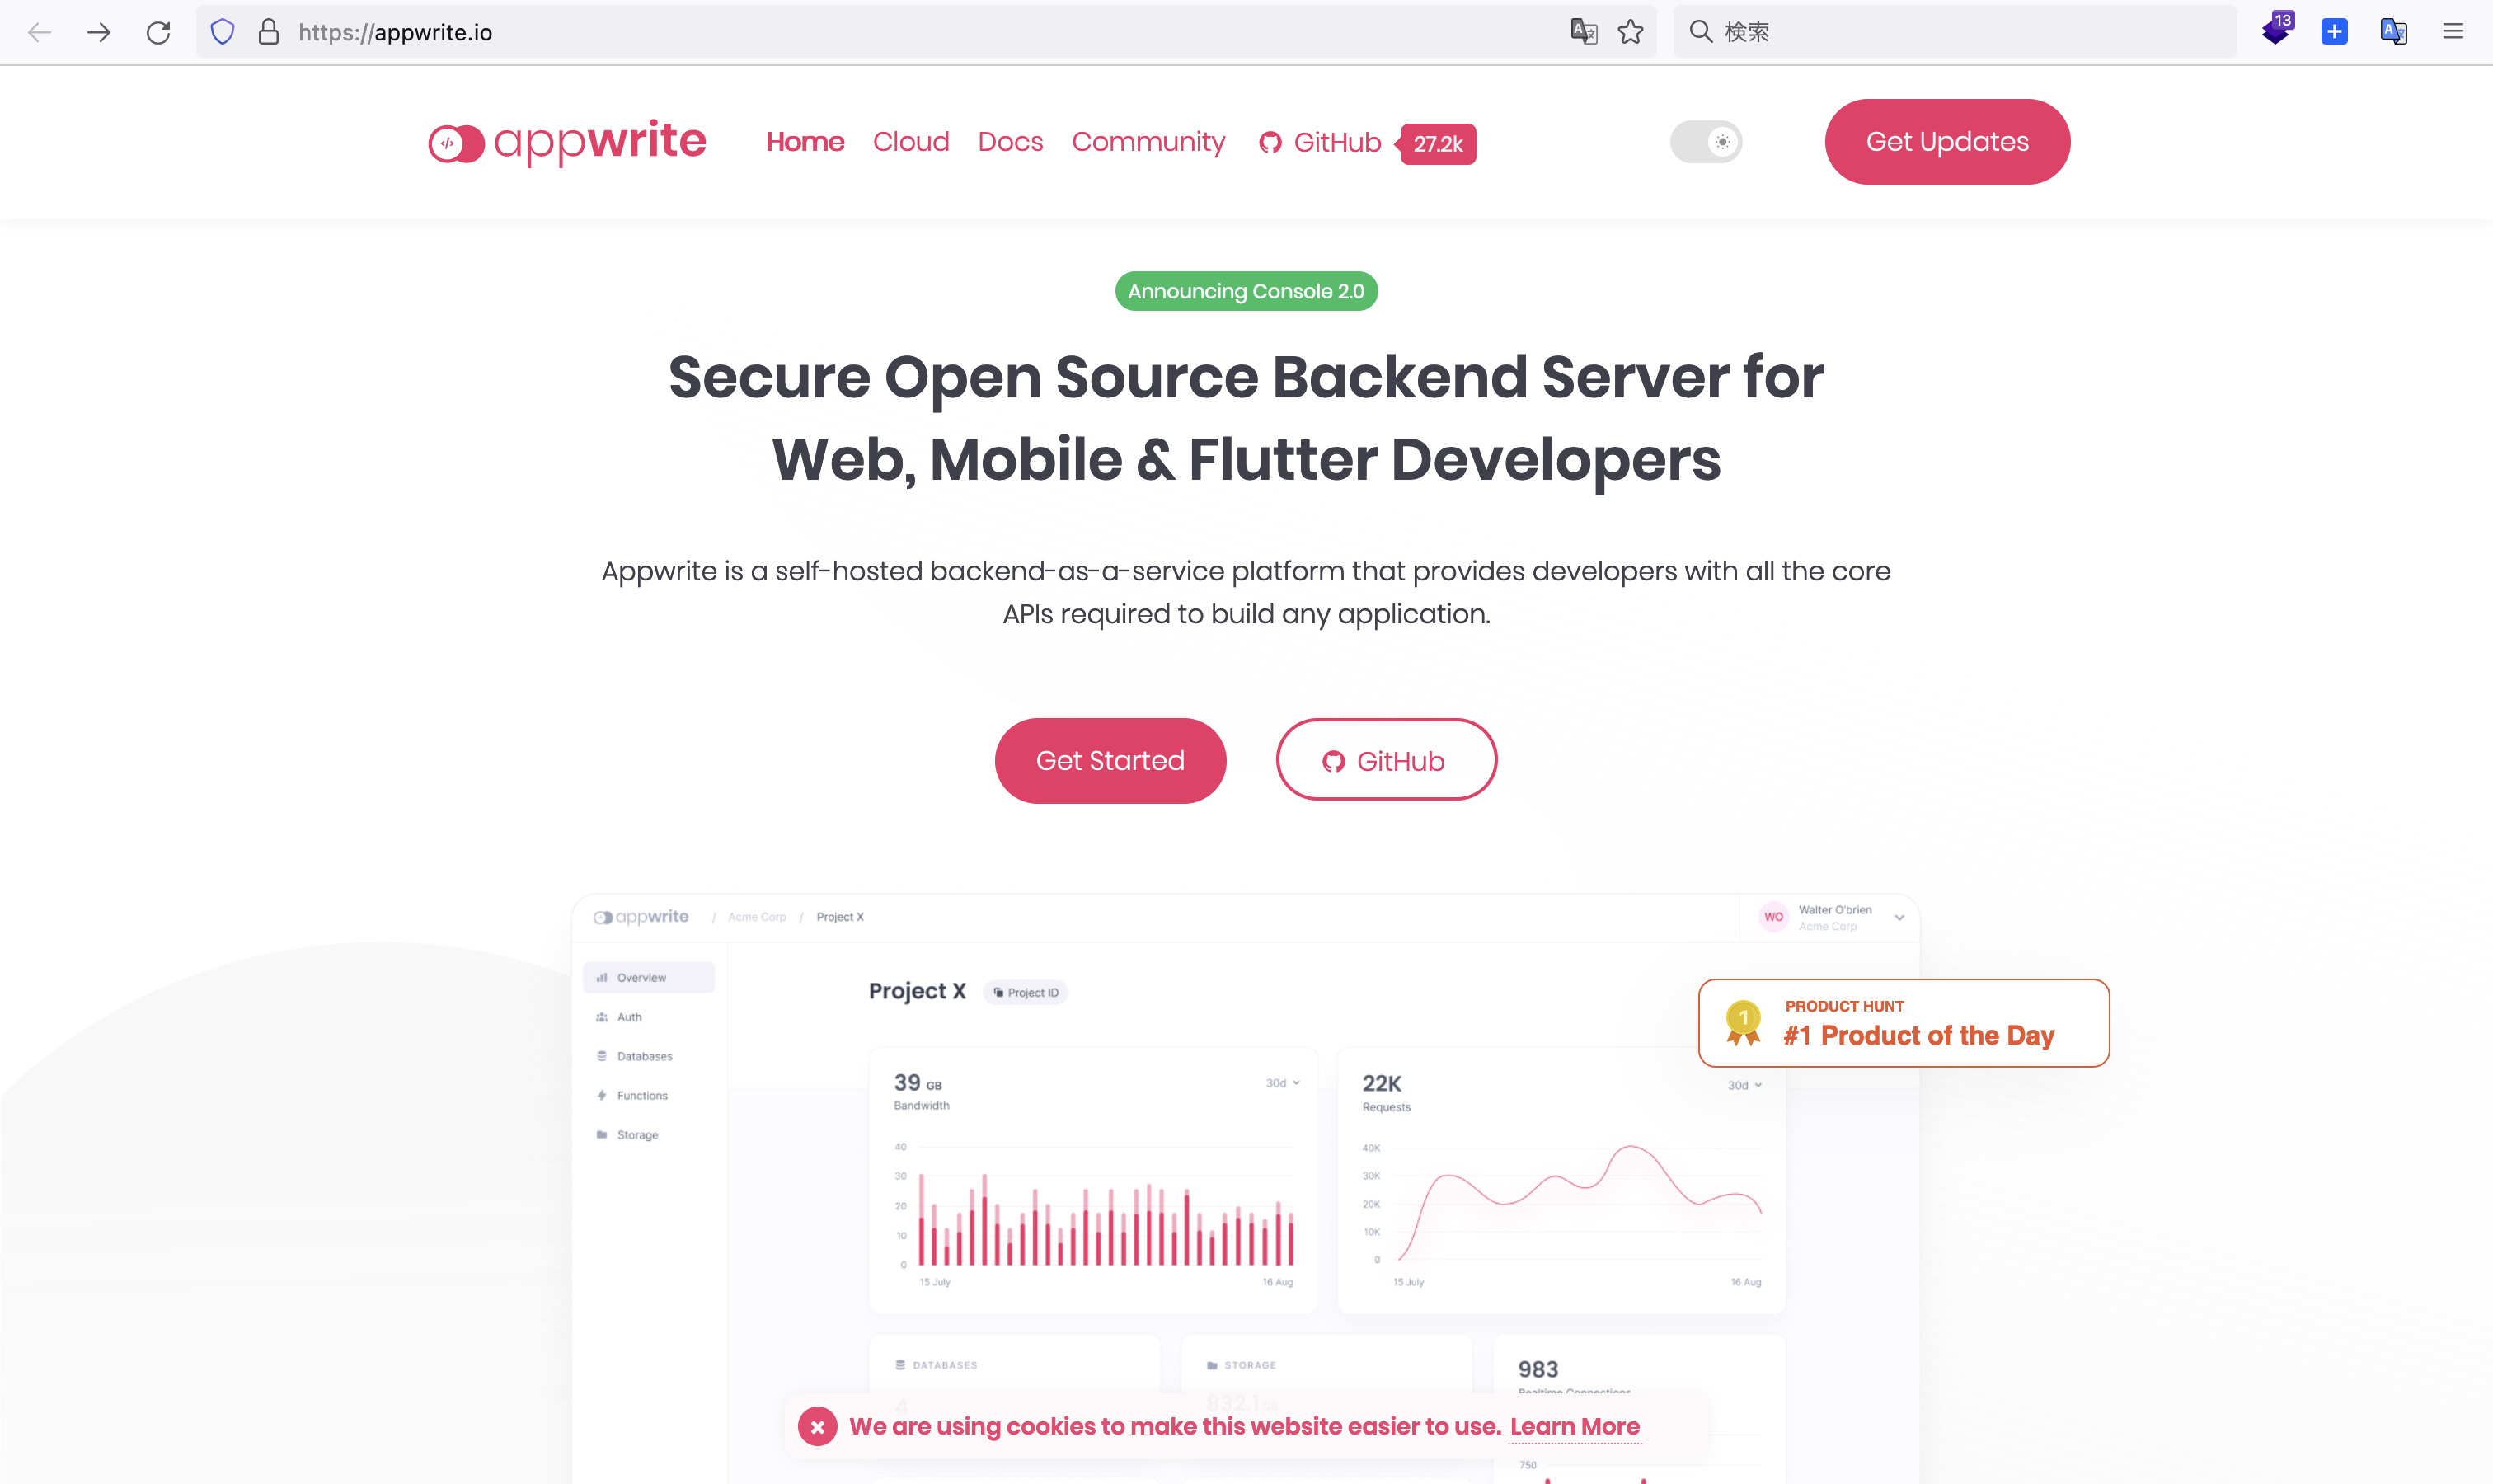 https://appwrite.io
検索
13
appwrite
Home
Cloud
Docs
Community
GitHub
27.2k
Get Updates
Announcing Console 2.0
Secure Open Source Backend Server for
Web, Mobile & Flutter Developers
Appwrite is a self-hosted backend-as-a-service platform that provides developers with all the core
APIs required to build any application.
Get Started
GitHub
appwrite / Acme Corp / Project X
WO
Walter O'brien
Acme Corp
Overview
Auth
Databases
Functions
Storage
Project X
Project ID
1
PRODUCT HUNT
#1 Product of the Day
39 GB
Bandwidth
30d
40
30
20
10
0
15 July
16 Aug
22K
Requests
30d
40K
30K
20K
10K
0
15 July
16 Aug
DATABASES
4
STORAGE
832.1
983
Realtime Connections
750
We are using cookies to make this website easier to use. Learn More